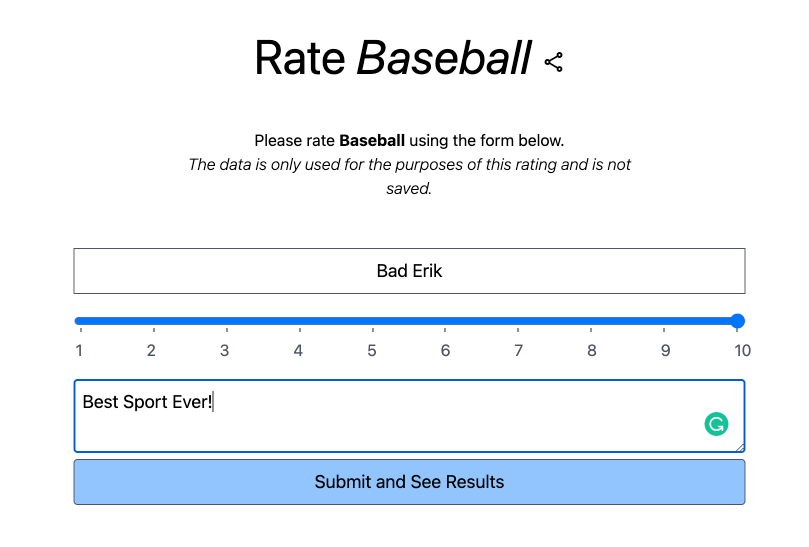 Rate Baseball
Please rate Baseball using the form below.
The data is only used for the purposes of this rating and is not
saved.
Bad Erik
1 2 3 4 5 6 7 8 9 10
Best Sport Ever!
Submit and See Results